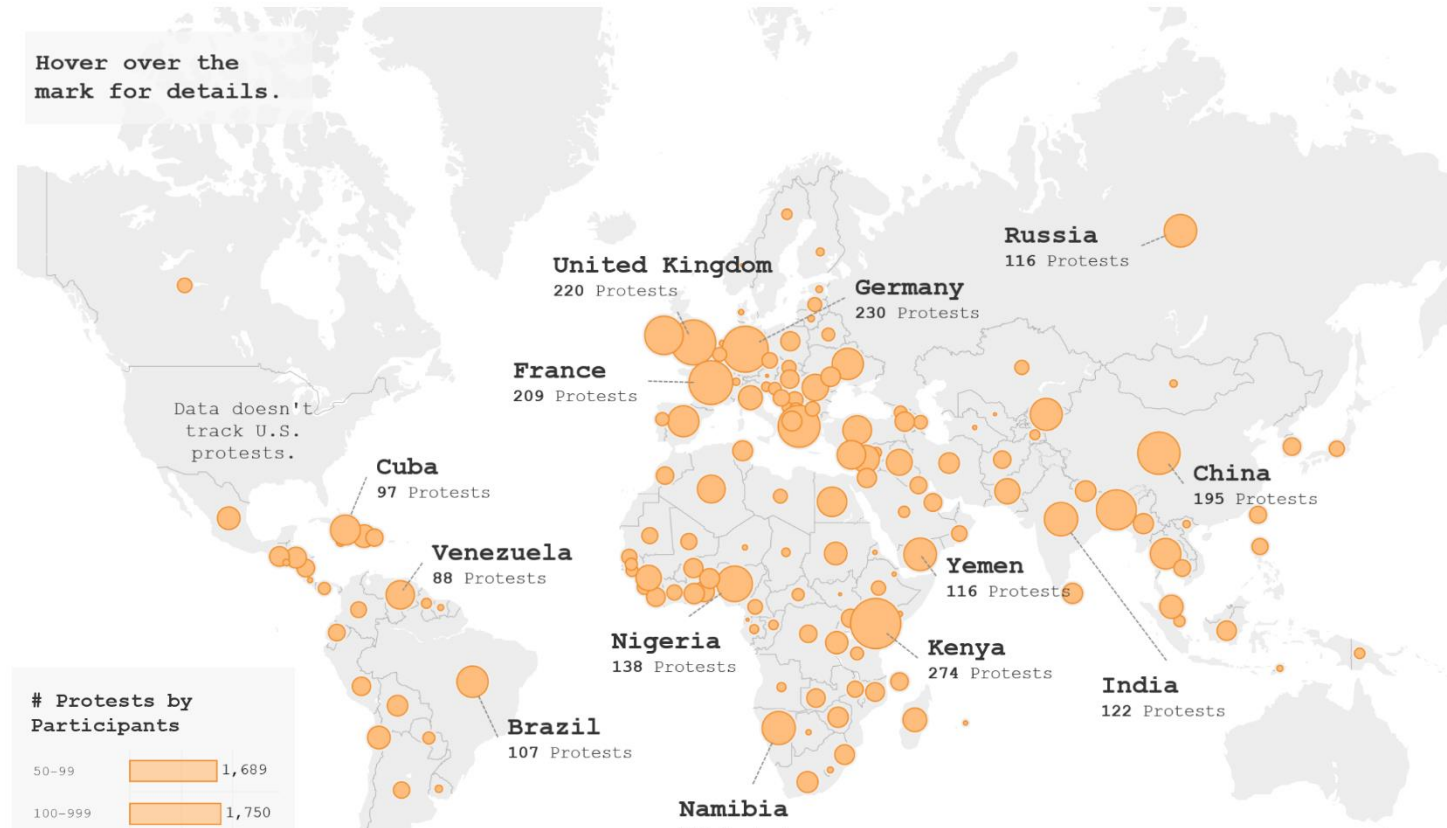 Hover over the
mark for details.
Russia
116 Protests
United Kingdom
220 Protests
Germany
230 Protests
France
209 Protests
Data doesn't
track U.S.
protests.
Cuba
97 Protests
China
195 Protests
Venezuela
88 Protests
Yemen
116 Protests
Nigeria
138 Protests
Kenya
274 Protests
India
122 Protests
Brazil
107 Protests
Namibia
# Protests by
Participants
50-99 1,689
100-999 1,750